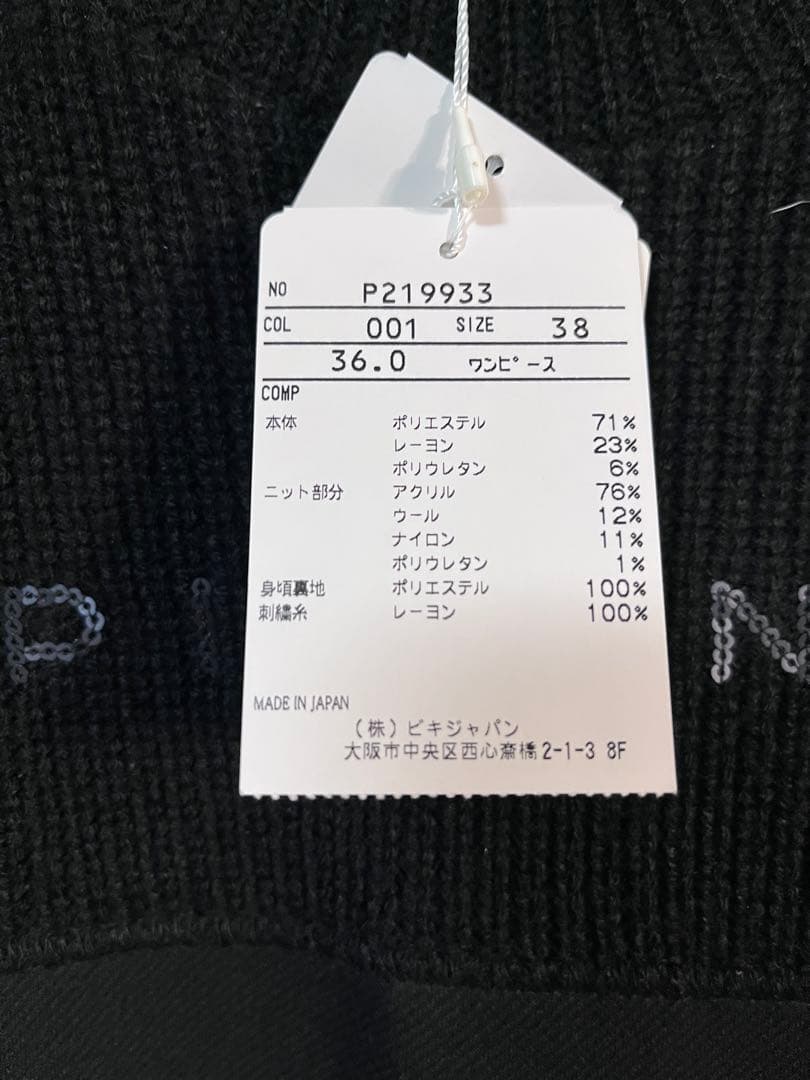 NO P219933
COL 001 SIZE 38
36.0 ワンピース
COMP
本体 ポリエステル 71%
レーヨン 23%
ポリウレタン 6%
ニット部分 アクリル 76%
ウール 12%
ナイロン 11%
ポリウレタン 1%
身頃裏地 ポリエステル 100%
刺繍糸 レーヨン 100%
P I N
MADE IN JAPAN
(株)ビキジャパン
大阪市中央区西心斎橋2-1-3 8F